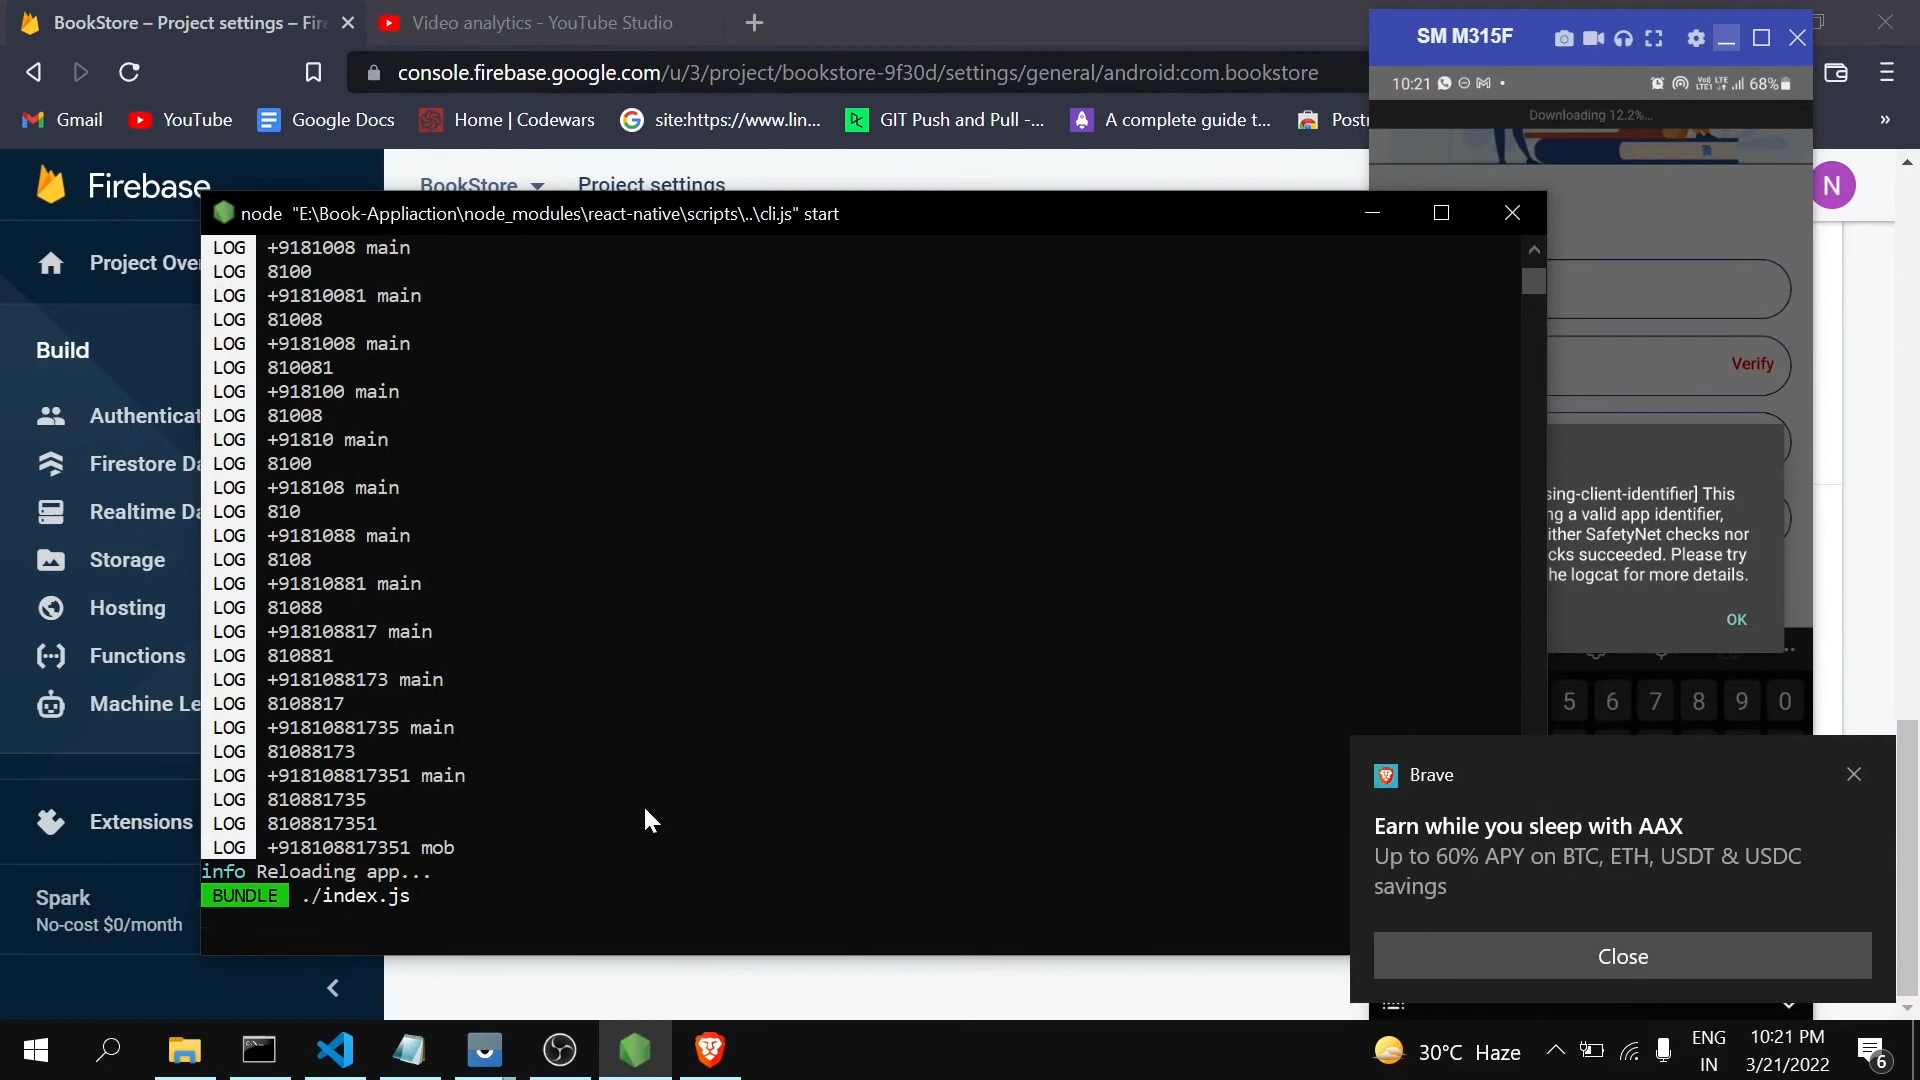 BookStore – Project settings – Fire
Video analytics - YouTube Studio
console.firebase.google.com/u/3/project/bookstore-9f30d/settings/general/android:com.bookstore
Gmail
YouTube
Google Docs
Home | Codewars
site:https://www.lin...
GIT Push and Pull -...
A complete guide t...
SM M315F
10:21
68%
Downloading 12.2%...
Firebase
BookStore
Project settings
N
node "E:\Book-Appliaction\node_modules\react-native\scripts\..\cli.js" start
LOG +9181008 main
LOG 8100
LOG +91810081 main
LOG 81008
LOG +9181008 main
LOG 810081
LOG +918100 main
LOG 81008
LOG +91810 main
LOG 8100
LOG +918108 main
LOG 810
LOG +9181088 main
LOG 8108
LOG +91810881 main
LOG 81088
LOG +918108817 main
LOG 810881
LOG +9181088173 main
LOG 8108817
LOG +91810881735 main
LOG 81088173
LOG +918108817351 main
LOG 810881735
LOG 8108817351
LOG +918108817351 mob
info Reloading app...
BUNDLE ./index.js
Project Over
Build
Authenticat
Firestore Da
Realtime Da
Storage
Hosting
Functions
Machine Le
Extensions
Spark
No-cost $0/month
Verify
sing-client-identifier] This
ng a valid app identifier,
ither SafetyNet checks nor
cks succeeded. Please try
he logcat for more details.
OK
5 6 7 8 9 0
Brave
Earn while you sleep with AAX
Up to 60% APY on BTC, ETH, USDT & USDC
savings
Close
30°C Haze
ENG
IN
10:21 PM
3/21/2022
6